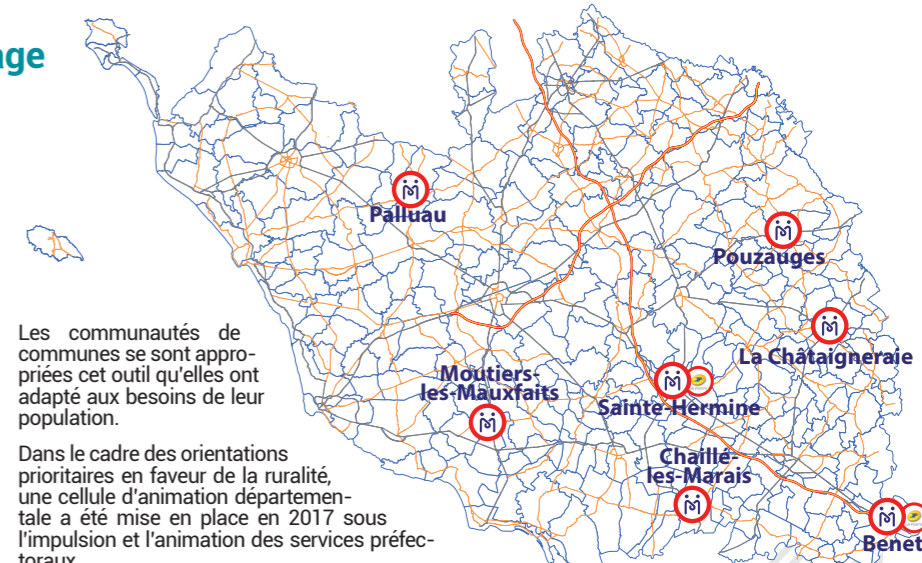 age
Les communautés de
communes se sont appro-
priées cet outil qu'elles ont
adapté aux besoins de leur
population.
Dans le cadre des orientations
prioritaires en faveur de la ruralité,
une cellule d'animation départemen-
tale a été mise en place en 2017 sous
l'impulsion et l'animation des services préfec-
toraux
Palluau
Pouzauges
La Châtaigneraie
Moutiers-
les-Mauxfaits
Sainte-Hermine
Chaillé-
les-Marais
Benet